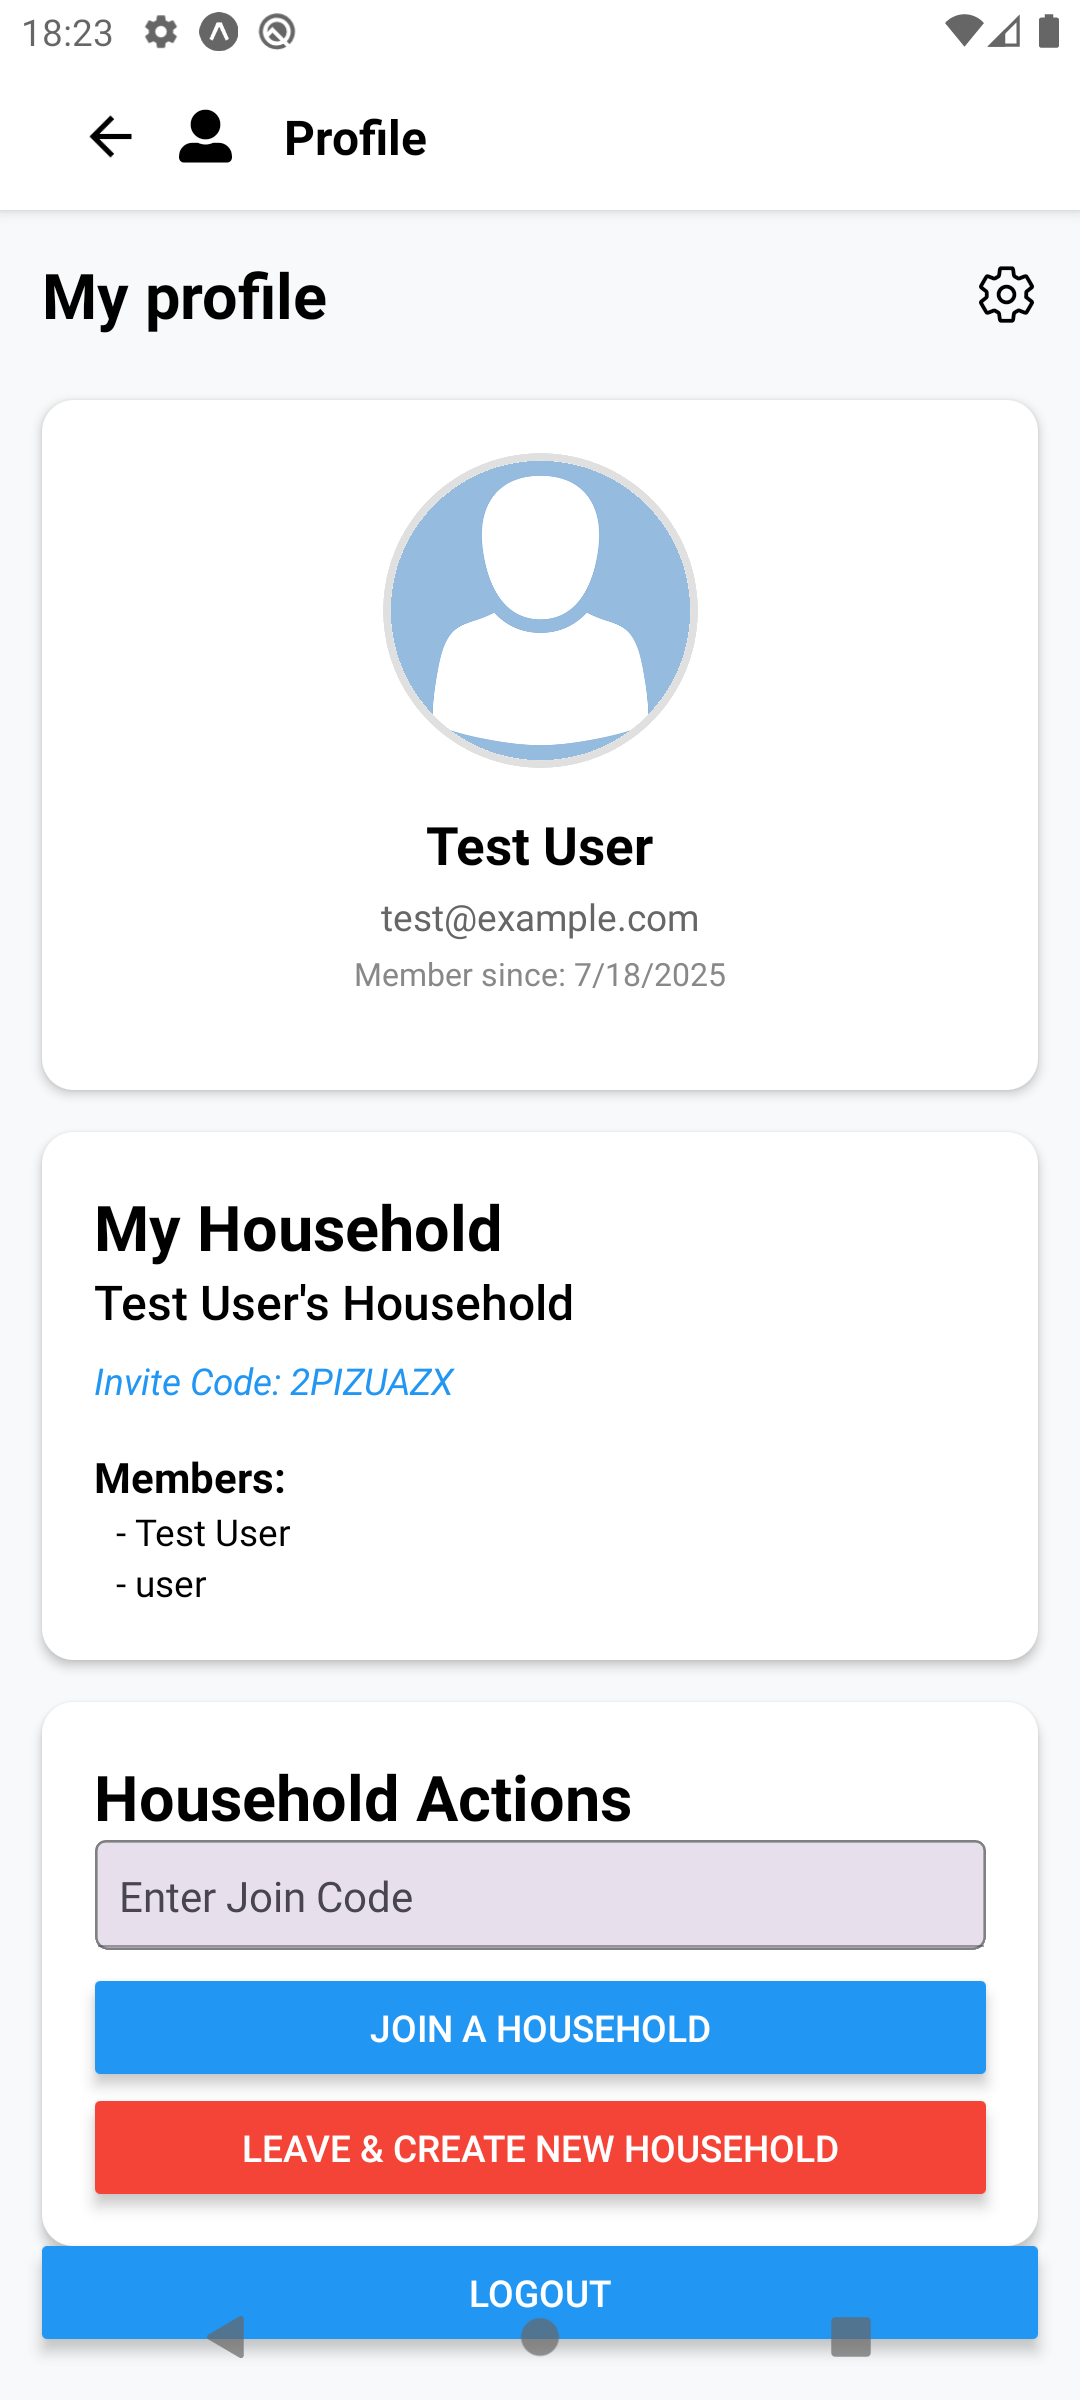 18:23
Profile
My profile
Test User
test@example.com
Member since: 7/18/2025
My Household
Test User's Household
Invite Code: 2PIZUAZX
Members:
- Test User
- user
Household Actions
Enter Join Code
JOIN A HOUSEHOLD
LEAVE & CREATE NEW HOUSEHOLD
LOGOUT